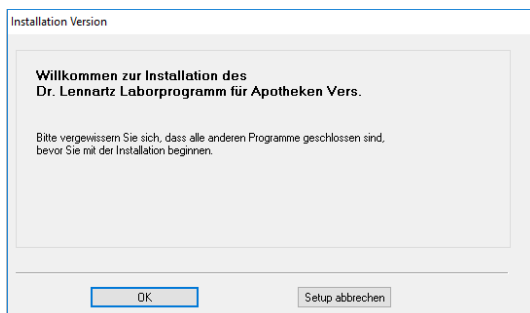 Installation Version
Willkommen zur Installation des
Dr. Lennartz Laborprogramm für Apotheken Vers.
Bitte vergewissern Sie sich, dass alle anderen Programme geschlossen sind,
bevor Sie mit der Installation beginnen.
OK
Setup abbrechen